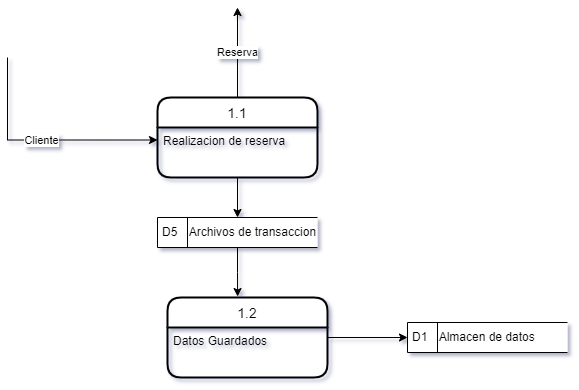 Reserva
1.1
Cliente
Realizacion de reserva
D5 Archivos de transaccion
1.2
Datos Guardados
D1 Almacen de datos